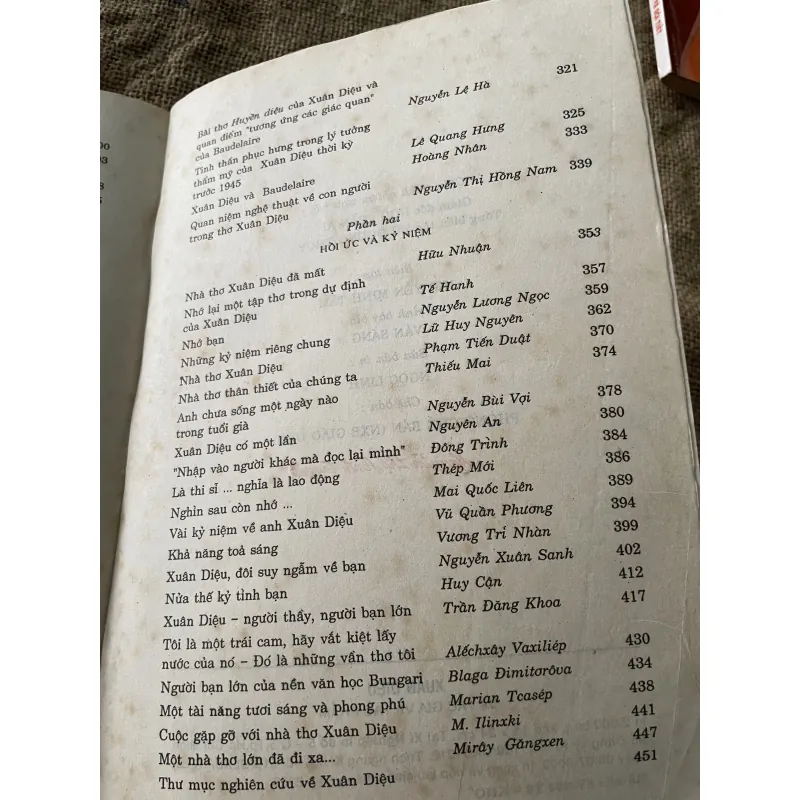 Bài thơ Huyền diệu của Xuân Diệu và
quan điểm "tương ứng các giác quan"
của Baudelaire Nguyễn Lệ Hà 321
Tinh thần phục hưng trong lý tưởng
thẩm mỹ của Xuân Diệu thời kỳ
trước 1945 Lê Quang Hưng 325
Xuân Diệu và Baudelaire Hoàng Nhân 333
Quan niệm nghệ thuật về con người
trong thơ Xuân Diệu Nguyễn Thị Hồng Nam 339
Phần hai
HỒI ỨC VÀ KỶ NIỆM
Nhà thơ Xuân Diệu đã mất Hữu Nhuận 353
Nhớ lại một tập thơ trong dự định
của Xuân Diệu Tế Hanh 357
Nhớ bạn Nguyễn Lương Ngọc 359
Những kỷ niệm riêng chung Lữ Huy Nguyên 362
Nhà thơ Xuân Diệu Phạm Tiến Duật 370
Nhà thơ thân thiết của chúng ta Thiếu Mai 374
Anh chưa sống một ngày nào
trong tuổi già Nguyễn Bùi Vợi 378
Xuân Diệu có một lần Nguyên An 380
"Nhập vào người khác mà đọc lại mình" Đông Trình 384
Là thi sĩ ... nghĩa là lao động Thép Mới 386
Nghìn sau còn nhớ ... Mai Quốc Liên 389
Vài kỷ niệm về anh Xuân Diệu Vũ Quần Phương 394
Khả năng toả sáng Vương Trí Nhàn 399
Xuân Diệu, đôi suy ngẫm về bạn Nguyễn Xuân Sanh 402
Nửa thế kỷ tình bạn Huy Cận 412
Xuân Diệu – người thầy, người bạn lớn Trần Đăng Khoa 417
Tôi là một trái cam, hãy vắt kiệt lấy
nước của nó – Đó là những vần thơ tôi Alếchxây Vaxiliép 430
Người bạn lớn của nền văn học Bungari Blaga Đimitơrôva 434
Một tài năng tươi sáng và phong phú Marian Tcasép 438
Cuộc gặp gỡ với nhà thơ Xuân Diệu M. Ilinxki 441
Một nhà thơ lớn đã đi xa... Mirây Găngxen 447
Thư mục nghiên cứu về Xuân Diệu 451